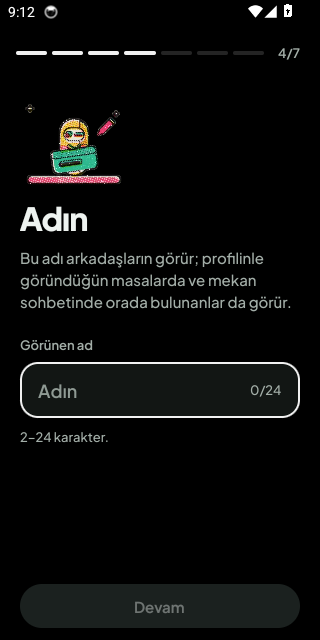 9:12
4/7
Adın
Bu adı arkadaşların görür; profilinle
göründüğün masalarda ve mekan
sohbetinde orada bulunanlar da görür.
Görünen ad
Adın 0/24
2–24 karakter.
Devam